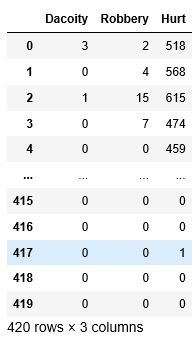 Dacoity Robbery Hurt
0 3 2 518
1 0 4 568
2 1 15 615
3 0 7 474
4 0 0 459
... ... ... ...
415 0 0 0
416 0 0 0
417 0 0 1
418 0 0 0
419 0 0 0
420 rows × 3 columns